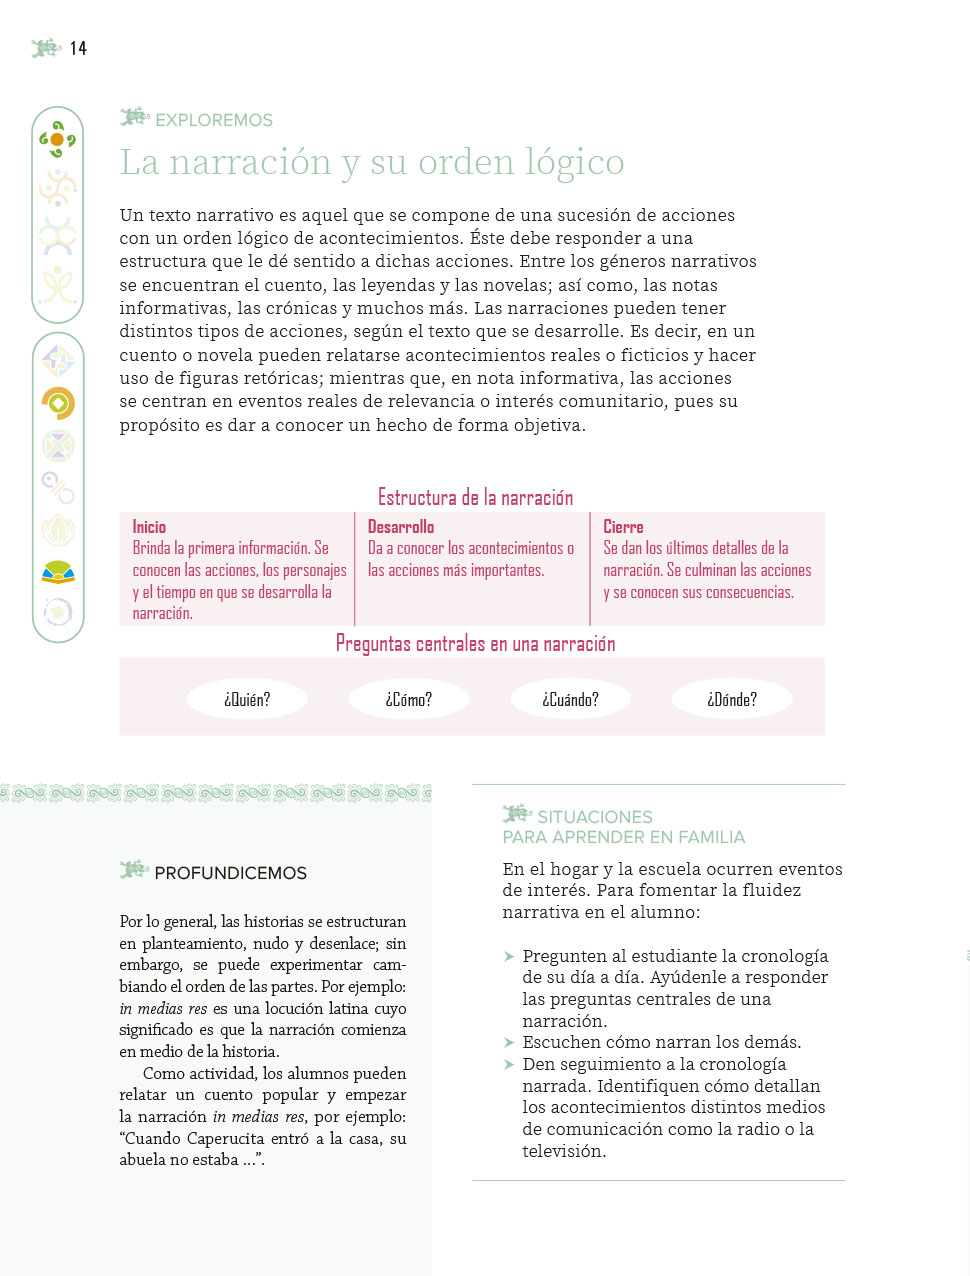 14
EXPLOREMOS
La narración y su orden lógico
Un texto narrativo es aquel que se compone de una sucesión de acciones
con un orden lógico de acontecimientos. Éste debe responder a una
estructura que le dé sentido a dichas acciones. Entre los géneros narrativos
se encuentran el cuento, las leyendas y las novelas; así como, las notas
informativas, las crónicas y muchos más. Las narraciones pueden tener
distintos tipos de acciones, según el texto que se desarrolle. Es decir, en un
cuento o novela pueden relatarse acontecimientos reales o ficticios y hacer
uso de figuras retóricas; mientras que, en nota informativa, las acciones
se centran en eventos reales de relevancia o interés comunitario, pues su
propósito es dar a conocer un hecho de forma objetiva.
Estructura de la narración
Inicio
Brinda la primera información. Se
conocen las acciones, los personajes
y el tiempo en que se desarrolla la
narración.
Desarrollo
Da a conocer los acontecimientos o
las acciones más importantes.
Cierre
Se dan los últimos detalles de la
narración. Se culminan las acciones
y se conocen sus consecuencias.
Preguntas centrales en una narración
¿Quién?
¿Cómo?
¿Cuándo?
¿Dónde?
PROFUNDICEMOS
Por lo general, las historias se estructuran
en planteamiento, nudo y desenlace; sin
embargo, se puede experimentar cam-
biando el orden de las partes. Por ejemplo:
in medias res es una locución latina cuyo
significado es que la narración comienza
en medio de la historia.
Como actividad, los alumnos pueden
relatar un cuento popular y empezar
la narración in medias res, por ejemplo:
“Cuando Caperucita entró a la casa, su
abuela no estaba ...”.
SITUACIONES
PARA APRENDER EN FAMILIA
En el hogar y la escuela ocurren eventos
de interés. Para fomentar la fluidez
narrativa en el alumno:
➤ Pregunten al estudiante la cronología
de su día a día. Ayúdenle a responder
las preguntas centrales de una
narración.
➤ Escuchen cómo narran los demás.
➤ Den seguimiento a la cronología
narrada. Identifiquen cómo detallan
los acontecimientos distintos medios
de comunicación como la radio o la
televisión.